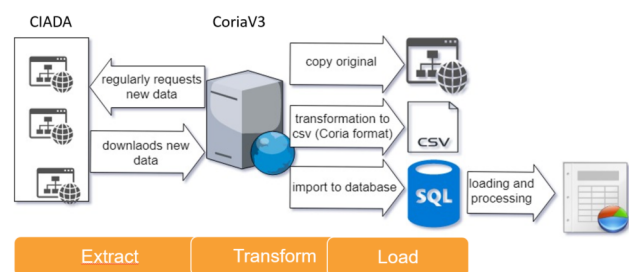 CIADA
CoriaV3
regularly requests
new data
downlaods new
data
copy original
transformation to
csv (Coria format)
CSV
import to database
SQL
loading and
processing
Extract
Transform
Load